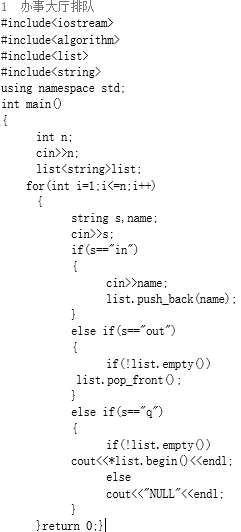 1 办事大厅排队
#include<iostream>
#include<algorithm>
#include<list>
#include<string>
using namespace std;
int main()
{
int n;
cin>>n;
list<string>list;
for(int i=1;i<=n;i++)
{
string s,name;
cin>>s;
if(s=="in")
{
cin>>name;
list.push_back(name);
}
else if(s=="out")
{
if(!list.empty())
list.pop_front();
}
else if(s=="q")
{
if(!list.empty())
cout<<*list.begin()<<endl;
else
cout<<"NULL"<<endl;
}
}return 0;}